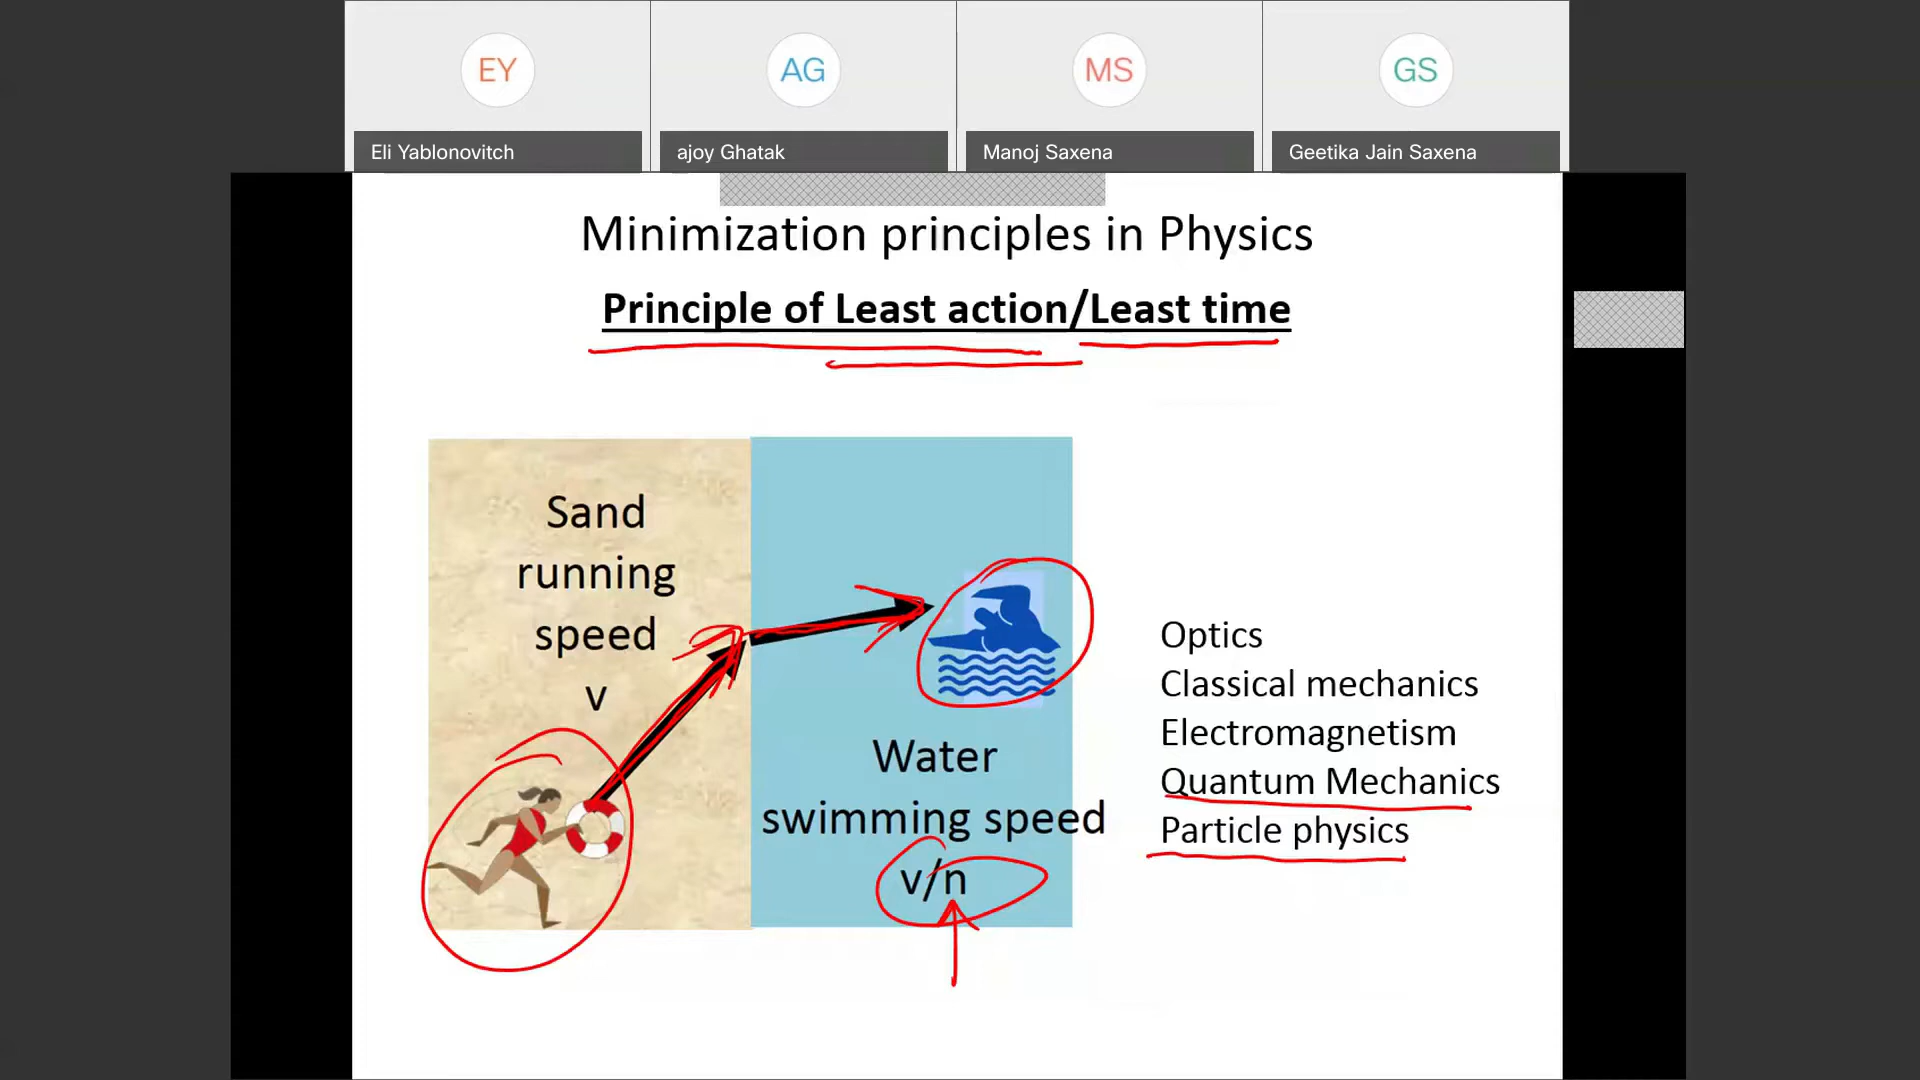 EY
AG
MS
GS
Eli Yablonovitch
ajoy Ghatak
Manoj Saxena
Geetika Jain Saxena
Minimization principles in Physics
Principle of Least action/Least time
Sand
running
speed
v
Water
swimming speed
v/n
Optics
Classical mechanics
Electromagnetism
Quantum Mechanics
Particle physics